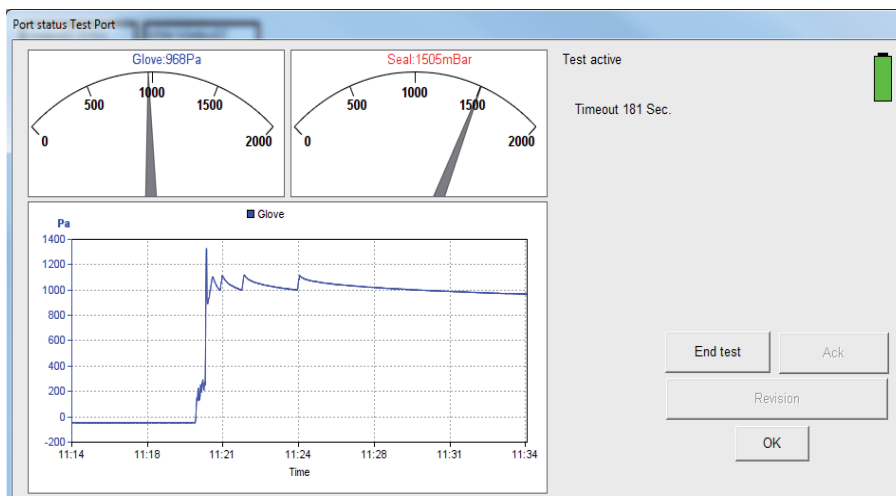 Port status Test Port
Glove:968Pa
0
500
1000
1500
2000
Seal:1505mBar
0
500
1000
1500
2000
Test active
Timeout 181 Sec.
Glove
Pa
1400
1200
1000
800
600
400
200
0
-200
11:14
11:18
11:21
11:24
11:28
11:31
11:34
Time
End test
Ack
Revision
OK